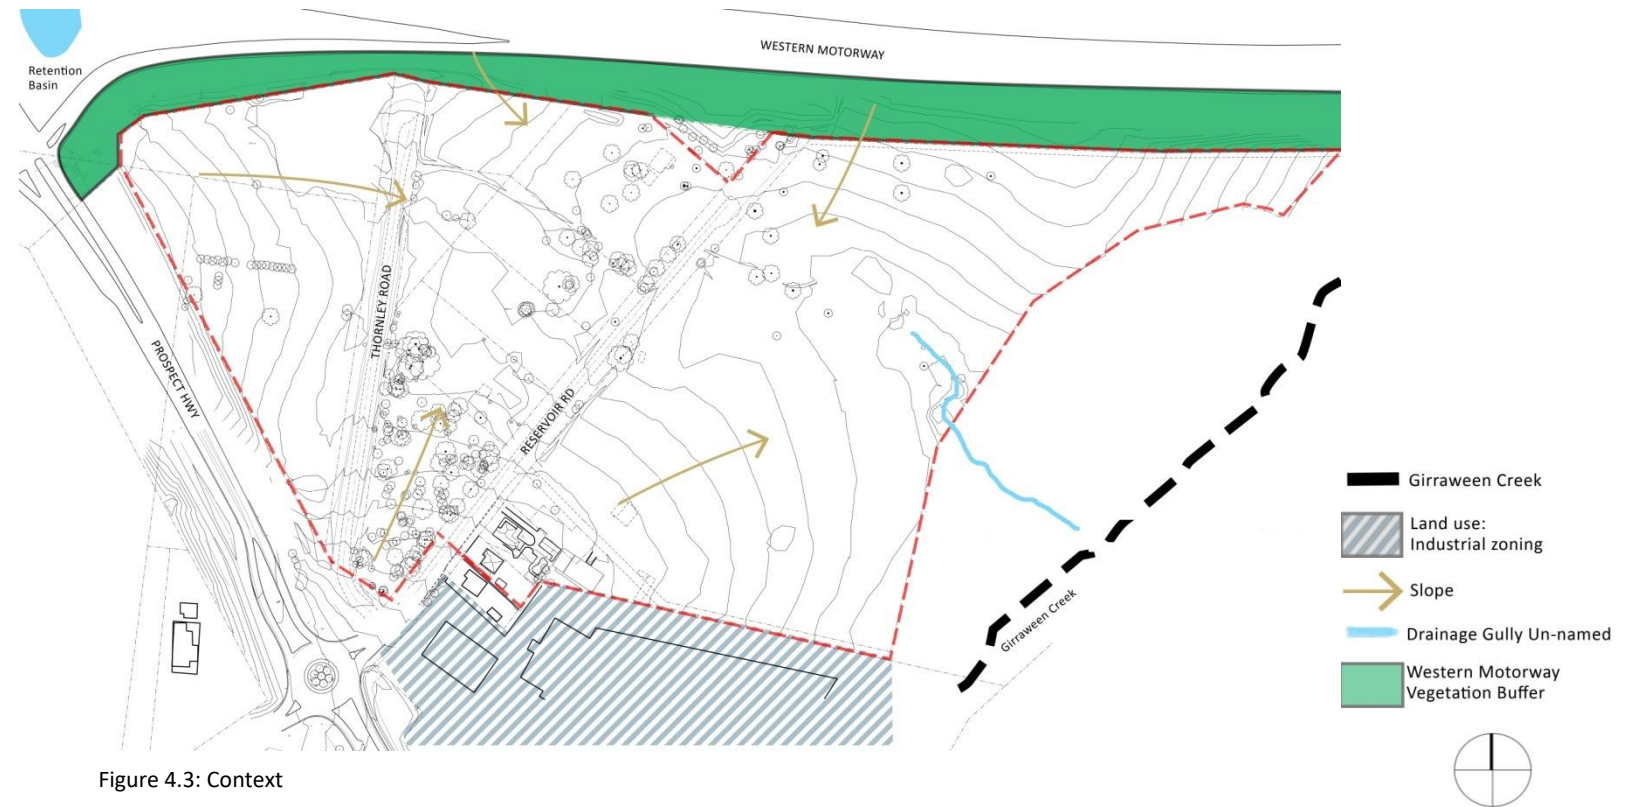 WESTERN MOTORWAY
Retention
Basin
THORNLEY ROAD
PROSPECT HWY
RESERVOIR RD
Girraween Creek
Girraween Creek
Land use:
Industrial zoning
Slope
Drainage Gully Un-named
Western Motorway
Vegetation Buffer
Figure 4.3: Context